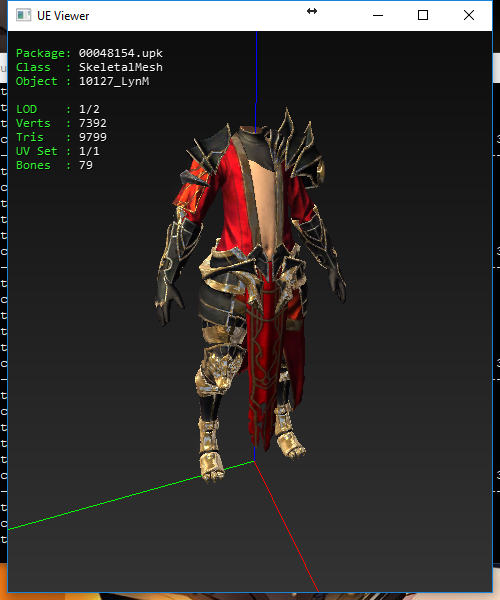 UE Viewer
Package: 00048154.upk
Class : SkeletalMesh
Object : 10127_LynM
LOD : 1/2
Verts : 7392
Tris : 9799
UV Set : 1/1
Bones : 79